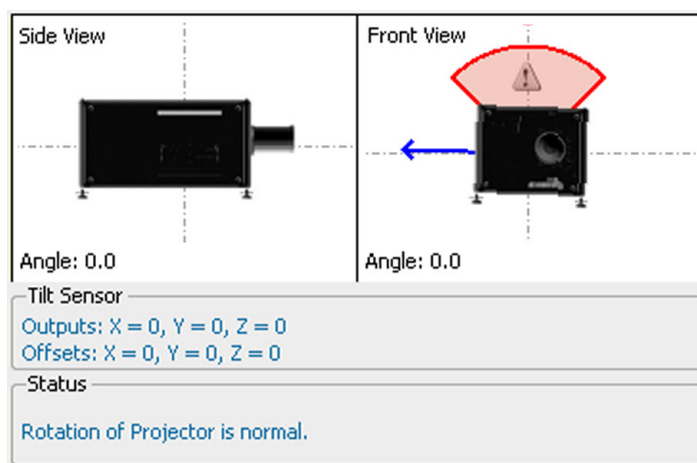 Side View
Front View
Angle: 0.0
Angle: 0.0
Tilt Sensor
Outputs: X = 0, Y = 0, Z = 0
Offsets: X = 0, Y = 0, Z = 0
Status
Rotation of Projector is normal.